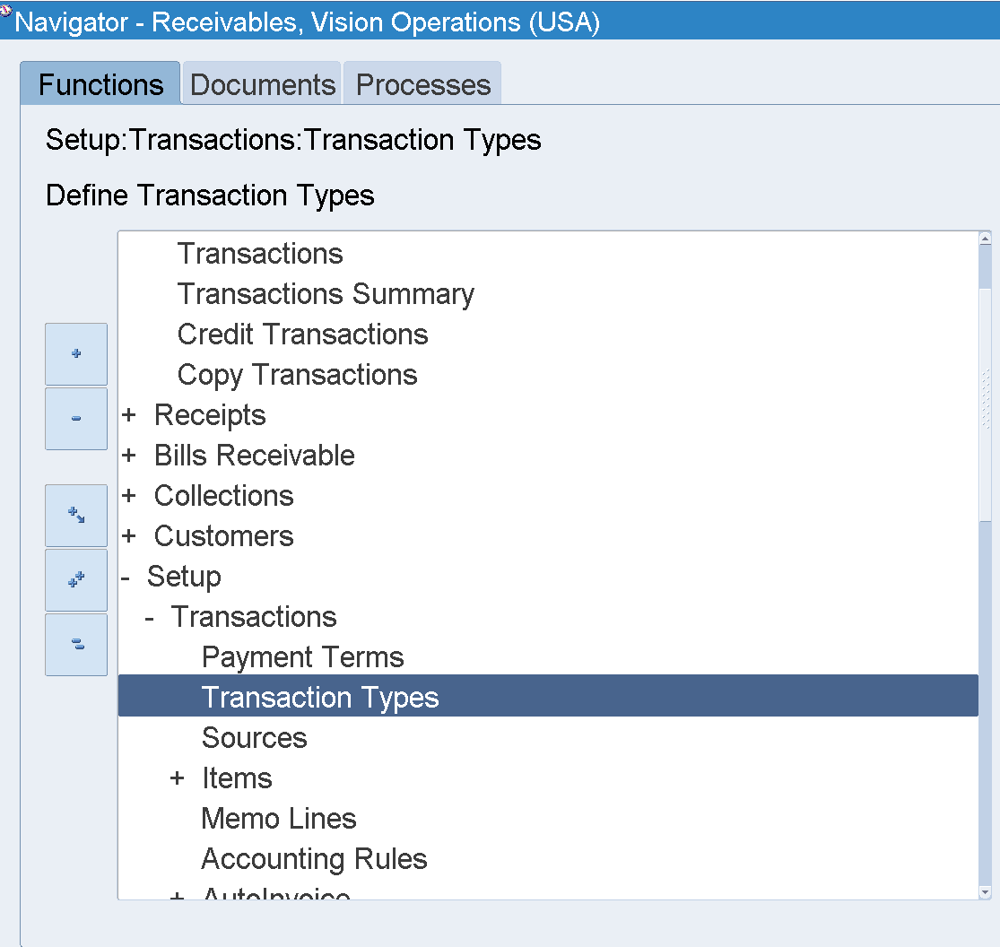 Navigator - Receivables, Vision Operations (USA)
Functions Documents Processes
Setup:Transactions:Transaction Types
Define Transaction Types
Transactions
Transactions Summary
Credit Transactions
Copy Transactions
+ Receipts
+ Bills Receivable
+ Collections
+ Customers
- Setup
- Transactions
Payment Terms
Transaction Types
Sources
+ Items
Memo Lines
Accounting Rules
+ AutoInvoice